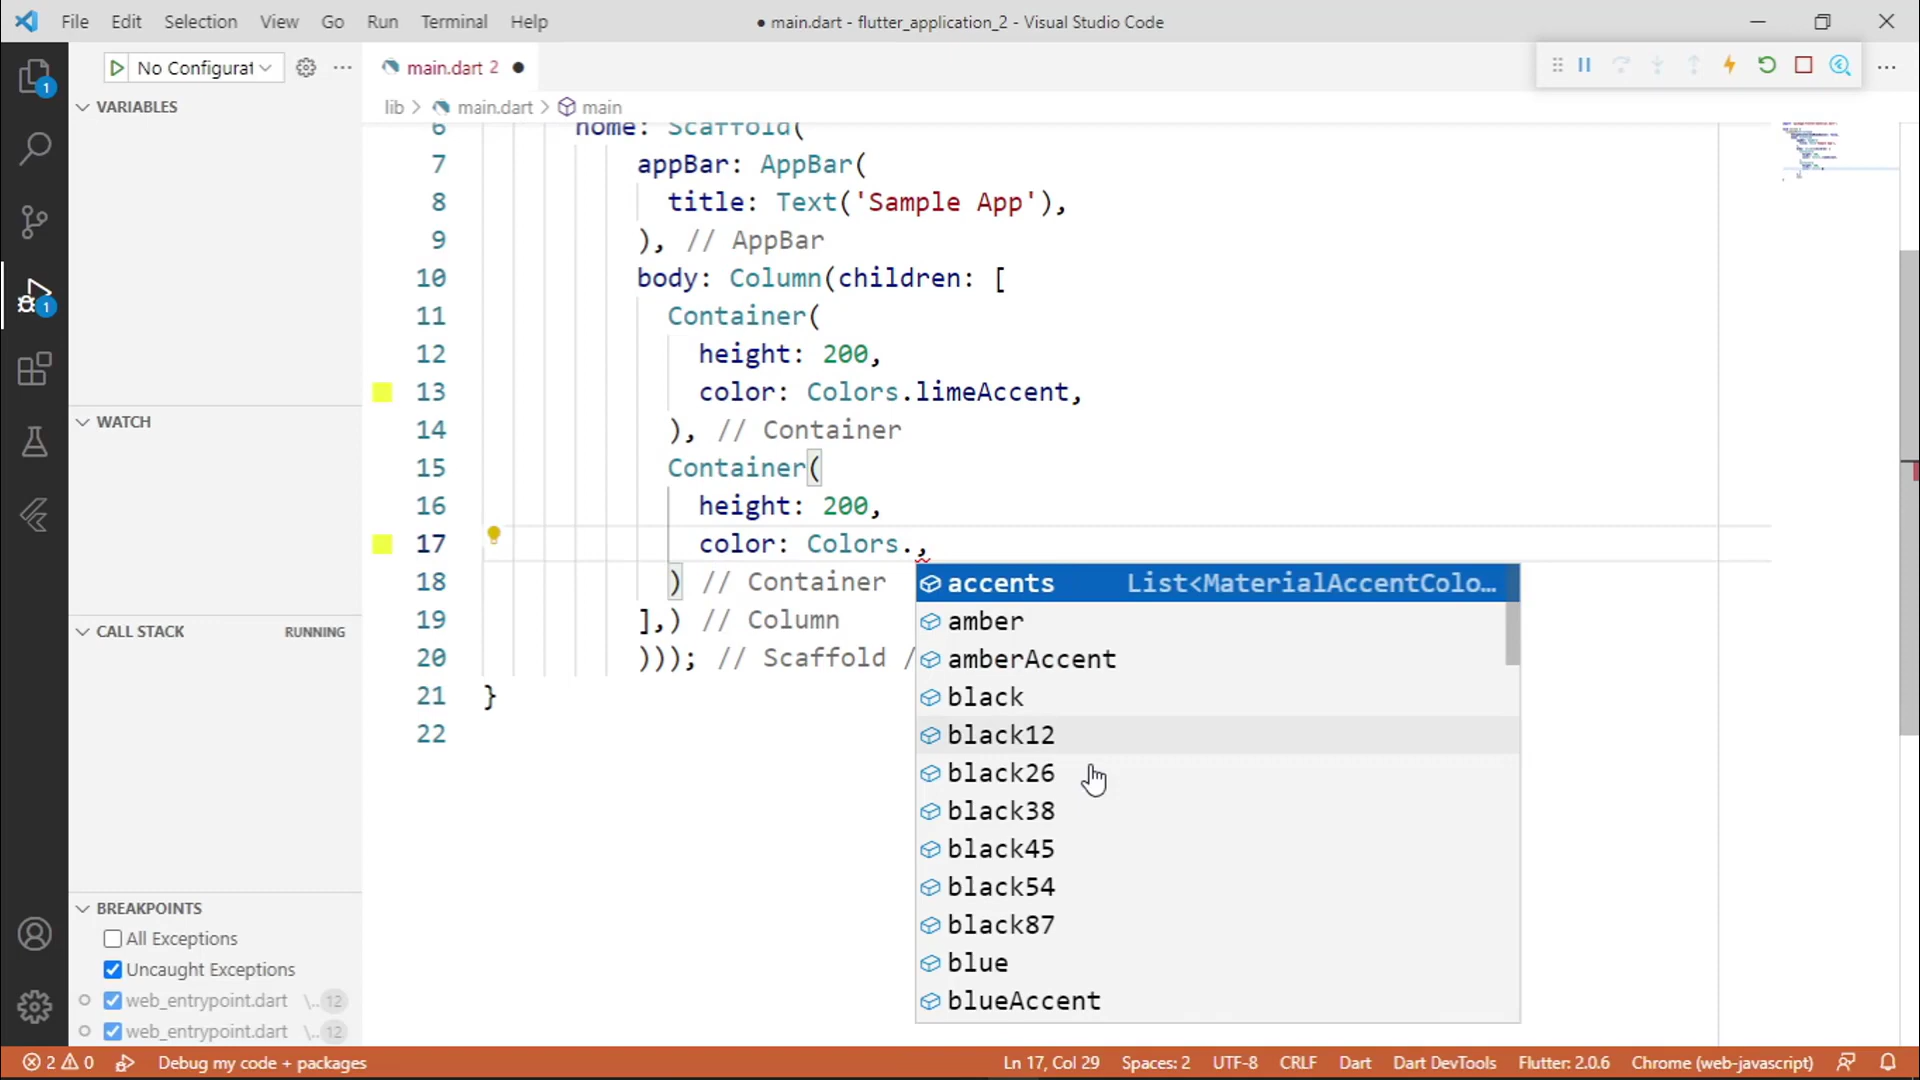 File Edit Selection View Go Run Terminal Help
● main.dart - flutter_application_2 - Visual Studio Code
No Configurat
main.dart 2 ●
VARIABLES
lib > main.dart > main
6 home: Scaffold(
7 appBar: AppBar(
8 title: Text('Sample App'),
9 ), // AppBar
10 body: Column(children: [
11 Container(
12 height: 200,
13 color: Colors.limeAccent,
14 ), // Container
15 Container(
16 height: 200,
17 color: Colors.,
18 ) // Container
19 ],) // Column
20 ))); // Scaffold /
21 }
22
accents List<MaterialAccentColo…
amber
amberAccent
black
black12
black26
black38
black45
black54
black87
blue
blueAccent
WATCH
CALL STACK RUNNING
BREAKPOINTS
All Exceptions
Uncaught Exceptions
web_entrypoint.dart \.. 12
web_entrypoint.dart \.. 12
1
1
2 0 Debug my code + packages
Ln 17, Col 29 Spaces: 2 UTF-8 CRLF Dart Dart DevTools Flutter: 2.0.6 Chrome (web-javascript)